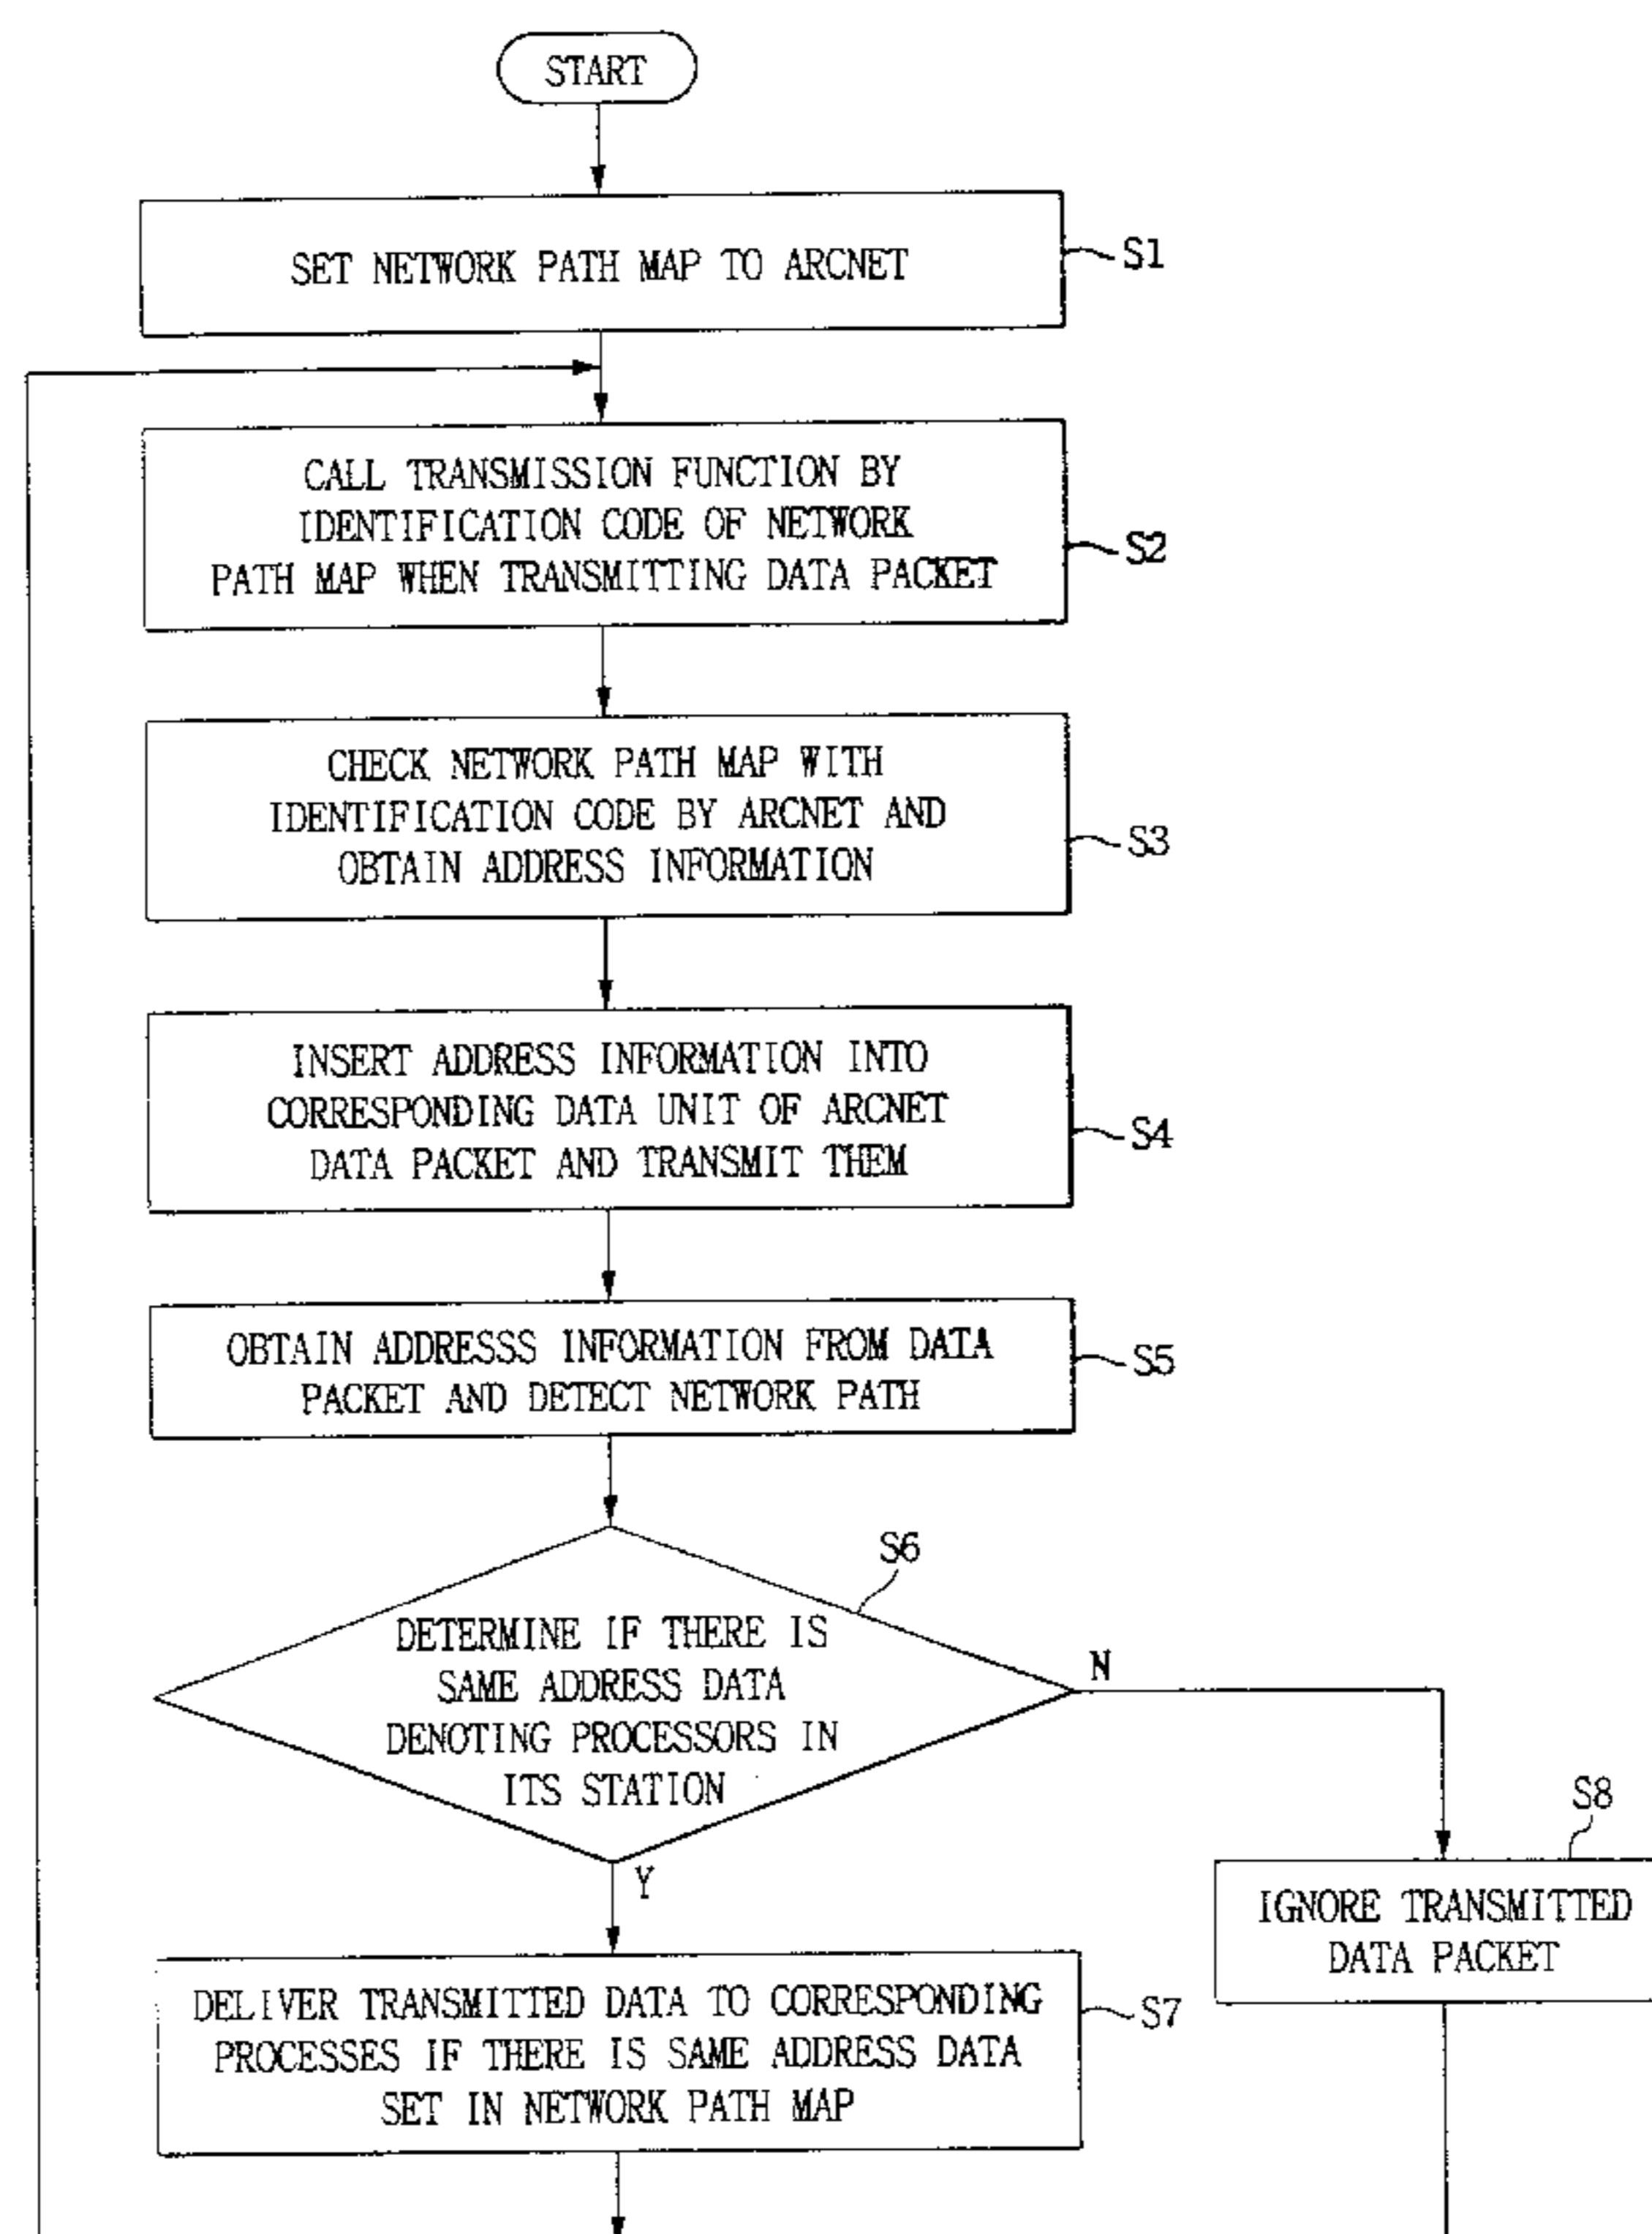 START
SET NETWORK PATH MAP TO ARCNET
S1
CALL TRANSMISSION FUNCTION BY
IDENTIFICATION CODE OF NETWORK
PATH MAP WHEN TRANSMITTING DATA PACKET
S2
CHECK NETWORK PATH MAP WITH
IDENTIFICATION CODE BY ARCNET AND
OBTAIN ADDRESS INFORMATION
S3
INSERT ADDRESS INFORMATION INTO
CORRESPONDING DATA UNIT OF ARCNET
DATA PACKET AND TRANSMIT THEM
S4
OBTAIN ADDRESSS INFORMATION FROM DATA
PACKET AND DETECT NETWORK PATH
S5
S6
DETERMINE IF THERE IS
SAME ADDRESS DATA
DENOTING PROCESSORS IN
ITS STATION
N
Y
S8
IGNORE TRANSMITTED
DATA PACKET
DELIVER TRANSMITTED DATA TO CORRESPONDING
PROCESSES IF THERE IS SAME ADDRESS DATA
SET IN NETWORK PATH MAP
S7